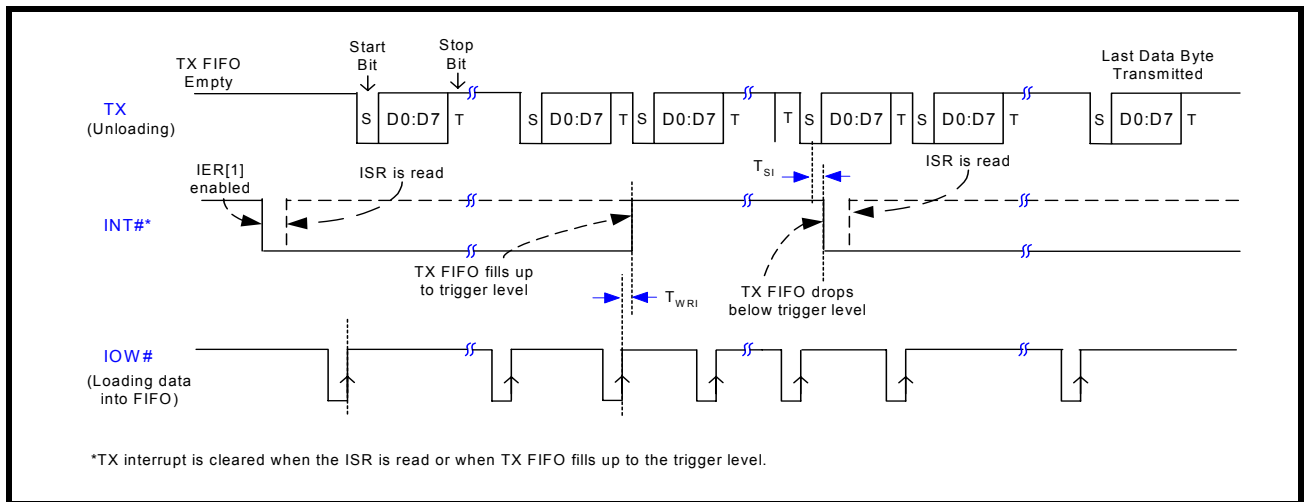 TX FIFO
Empty
Start
Bit
Stop
Bit
Last Data Byte
Transmitted
TX
(Unloading)
S D0:D7 T S D0:D7 T S D0:D7 T T S D0:D7 T S D0:D7 T S D0:D7 T
IER[1]
enabled
ISR is read
TSI
ISR is read
INT#*
TX FIFO fills up
to trigger level
TWRI
TX FIFO drops
below trigger level
IOW#
(Loading data
into FIFO)
*TX interrupt is cleared when the ISR is read or when TX FIFO fills up to the trigger level.